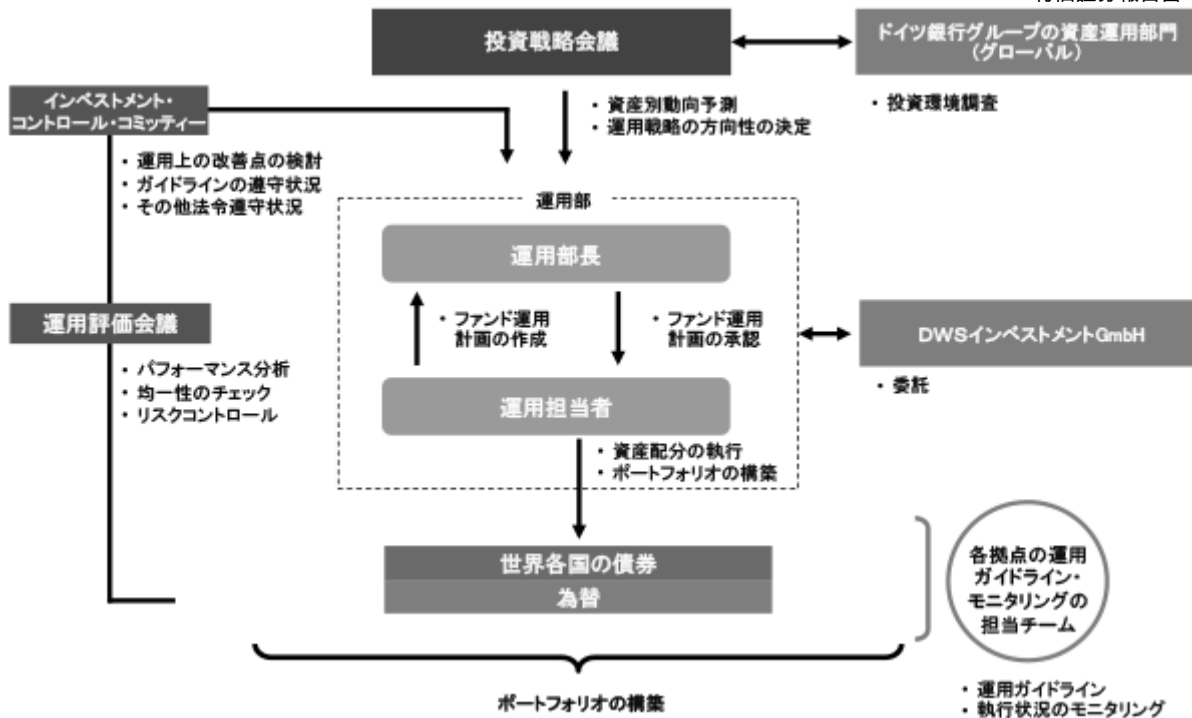 投資戦略会議
ドイツ銀行グループの資産運用部門
(グローバル)
・投資環境調査
・資産別動向予測
・運用戦略の方向性の決定
インベストメント・
コントロール・コミッティー
・運用上の改善点の検討
・ガイドラインの遵守状況
・その他法令遵守状況
運用部
運用部長
・ファンド運用
計画の作成
・ファンド運用
計画の承認
運用担当者
運用評価会議
・パフォーマンス分析
・均一性のチェック
・リスクコントロール
DWSインベストメントGmbH
・委託
・資産配分の執行
・ポートフォリオの構築
世界各国の債券
為替
各拠点の運用
ガイドライン・
モニタリングの
担当チーム
ポートフォリオの構築
・運用ガイドライン
・執行状況のモニタリング